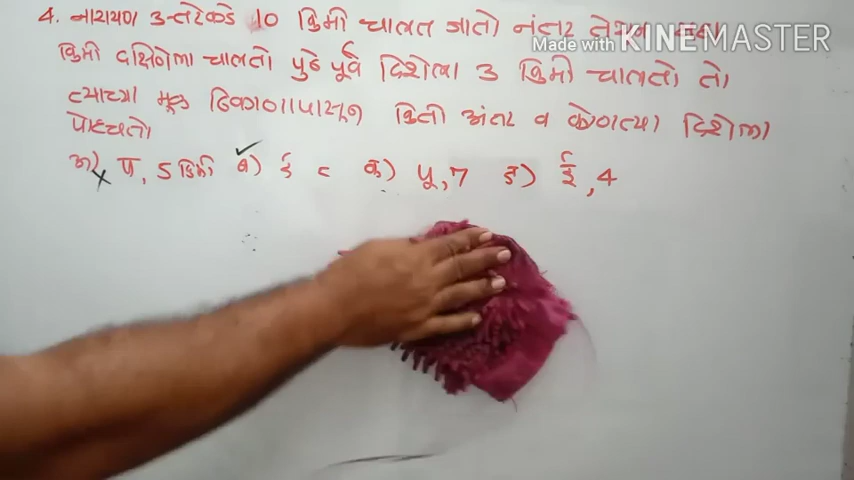 4. नारायण उत्तरेकडे 10 किमी चालत जातो नंतर तेथून
Made with KINEMASTER
किमी दक्षिणेला चालतो पुढे पूर्व दिशेला 3 किमी चालतो तो
त्याच्या मूळ ठिकाणापासून किती अंतर व कोणत्या दिशेला
पोहचतो
अ) प, 5 किमी ब) ई क) पू, 7 ड) ई, 4